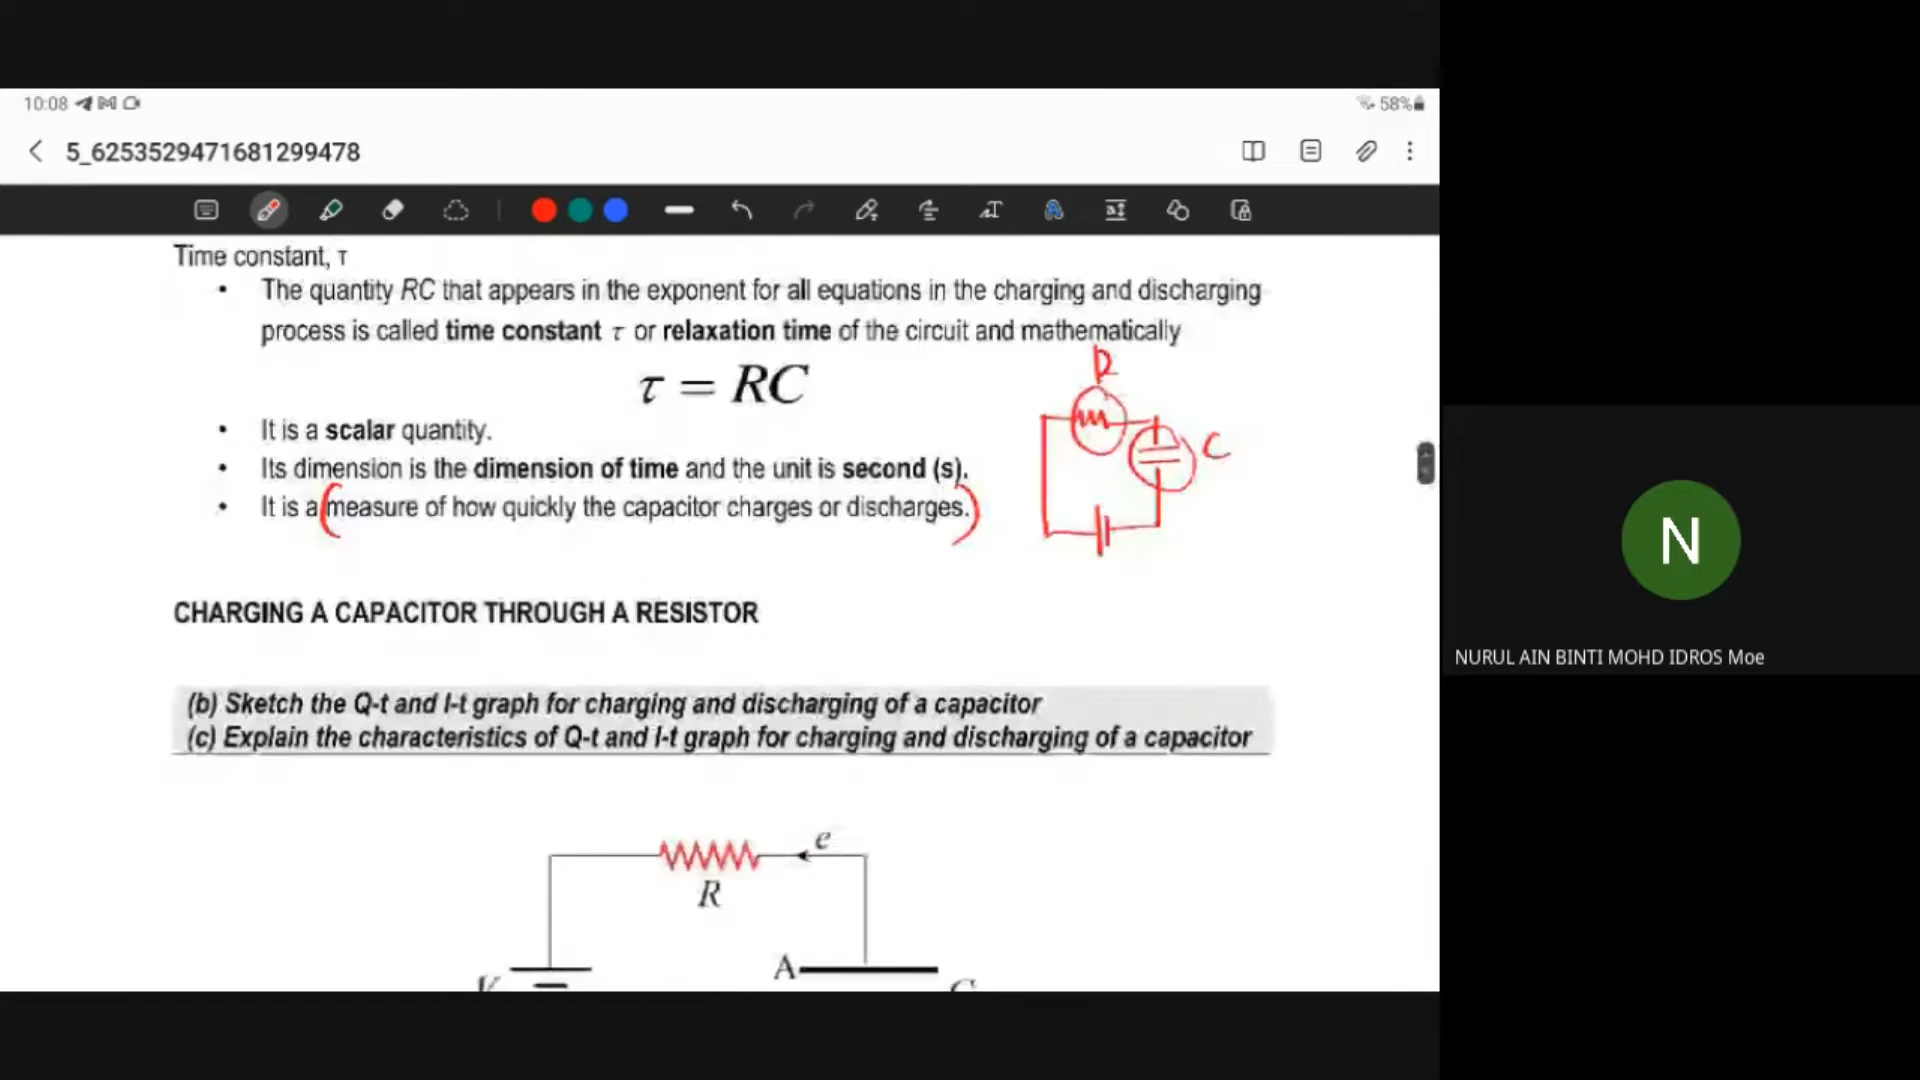 10:08
58%
5_6253529471681299478
Time constant, τ
• The quantity RC that appears in the exponent for all equations in the charging and discharging
process is called time constant τ or relaxation time of the circuit and mathematically
R
τ = RC
• It is a scalar quantity.
C
• Its dimension is the dimension of time and the unit is second (s).
• It is a (measure of how quickly the capacitor charges or discharges.)
N
CHARGING A CAPACITOR THROUGH A RESISTOR
NURUL AIN BINTI MOHD IDROS Moe
(b) Sketch the Q-t and I-t graph for charging and discharging of a capacitor
(c) Explain the characteristics of Q-t and I-t graph for charging and discharging of a capacitor
e
R
A